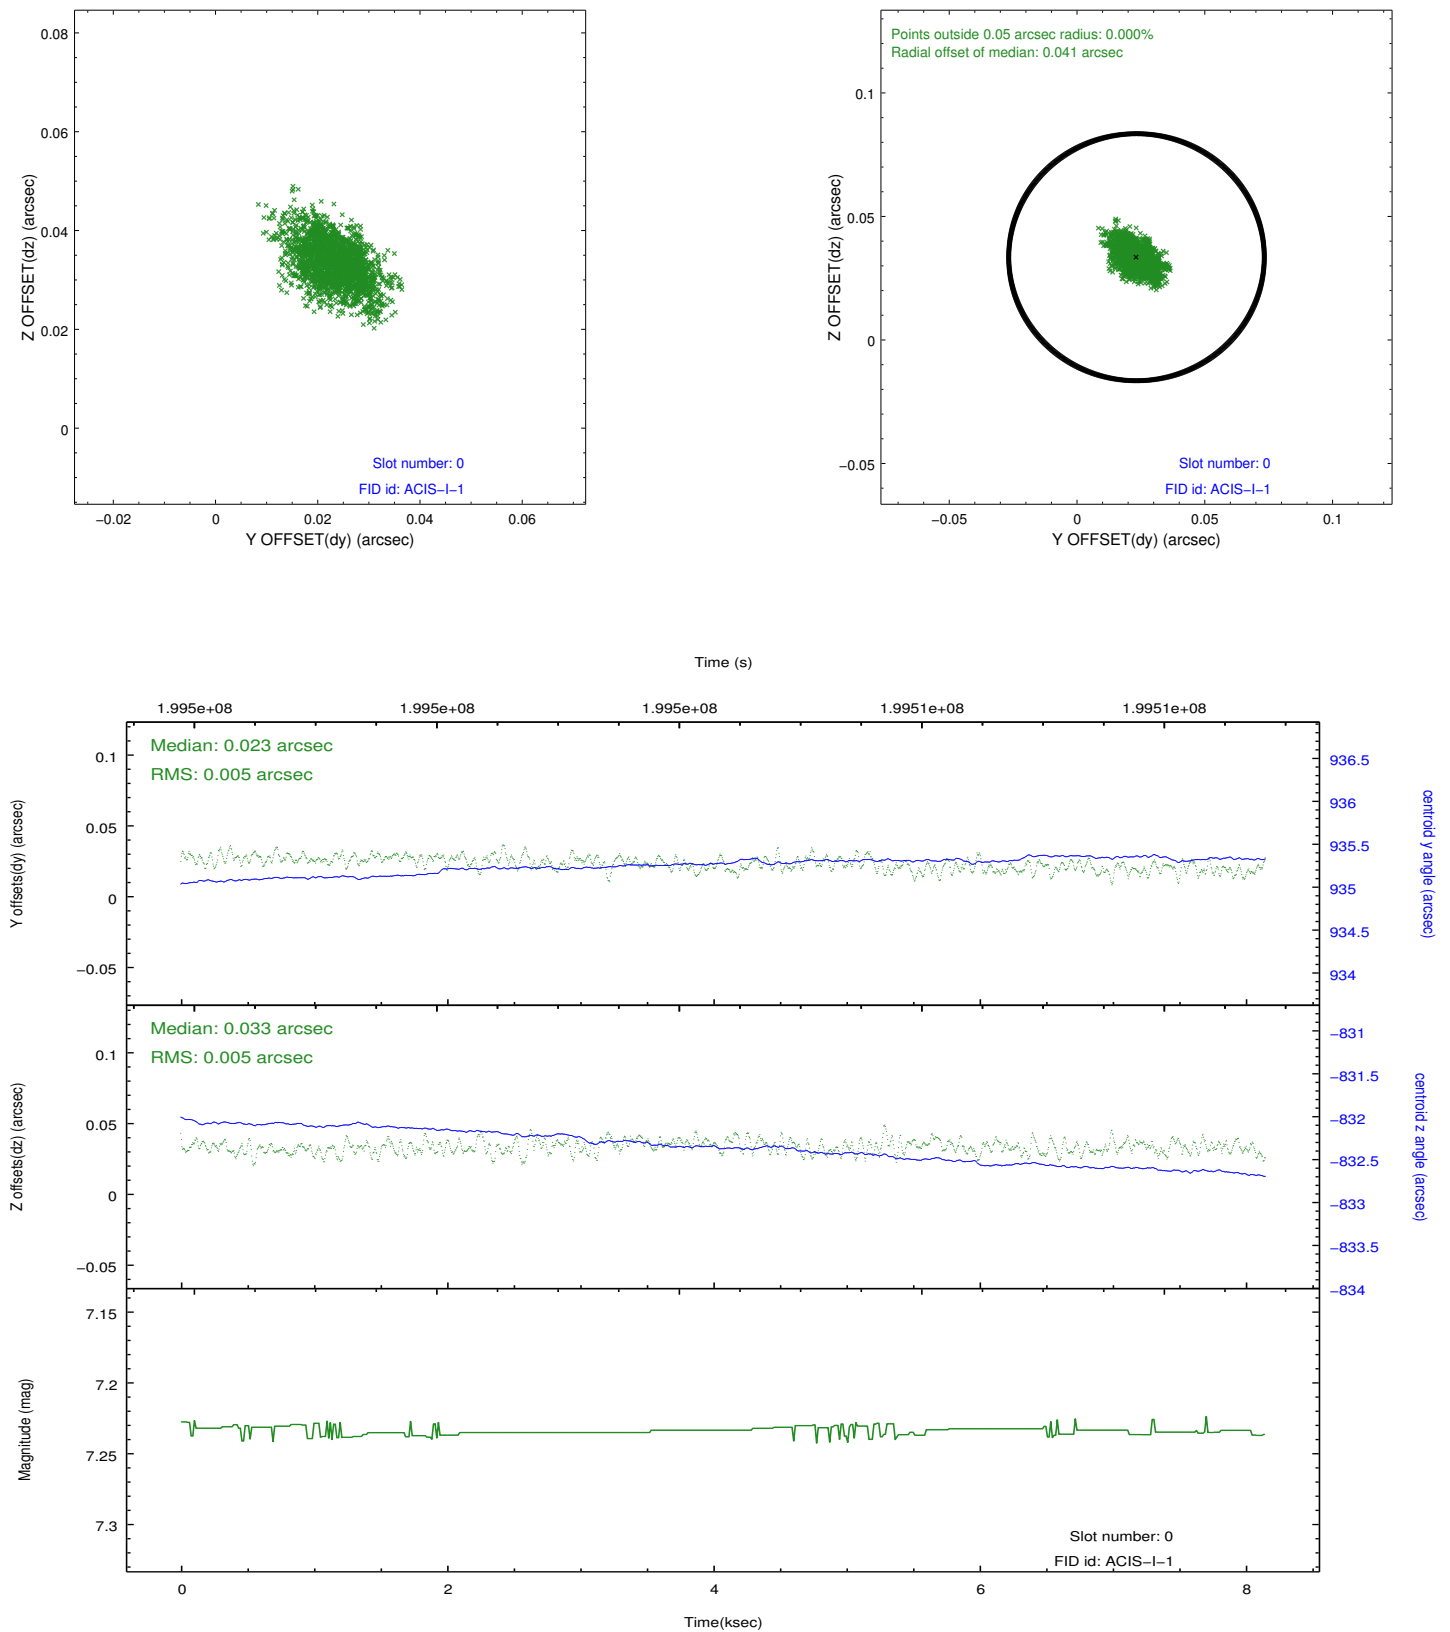 0.08
0.06
0.04
0.02
0
−0.02
0
0.02
0.04
0.06
Z OFFSET(dz) (arcsec)
Y OFFSET(dy) (arcsec)
Slot number: 0
FID id: ACIS−I−1
Points outside 0.05 arcsec radius: 0.000%
Radial offset of median: 0.041 arcsec
0.1
0.05
0
−0.05
−0.05
0
0.05
0.1
Z OFFSET(dz) (arcsec)
Y OFFSET(dy) (arcsec)
Slot number: 0
FID id: ACIS−I−1
Time (s)
1.995e+08
1.995e+08
1.995e+08
1.9951e+08
1.9951e+08
Median: 0.023 arcsec
RMS: 0.005 arcsec
0.1
0.05
0
−0.05
Y offsets(dy) (arcsec)
936.5
936
935.5
935
934.5
934
centroid y angle (arcsec)
Median: 0.033 arcsec
RMS: 0.005 arcsec
0.1
0.05
0
−0.05
Z offsets(dz) (arcsec)
−831
−831.5
−832
−832.5
−833
−833.5
−834
centroid z angle (arcsec)
7.15
7.2
7.25
7.3
Magnitude (mag)
Slot number: 0
FID id: ACIS−I−1
0
2
4
6
8
Time(ksec)